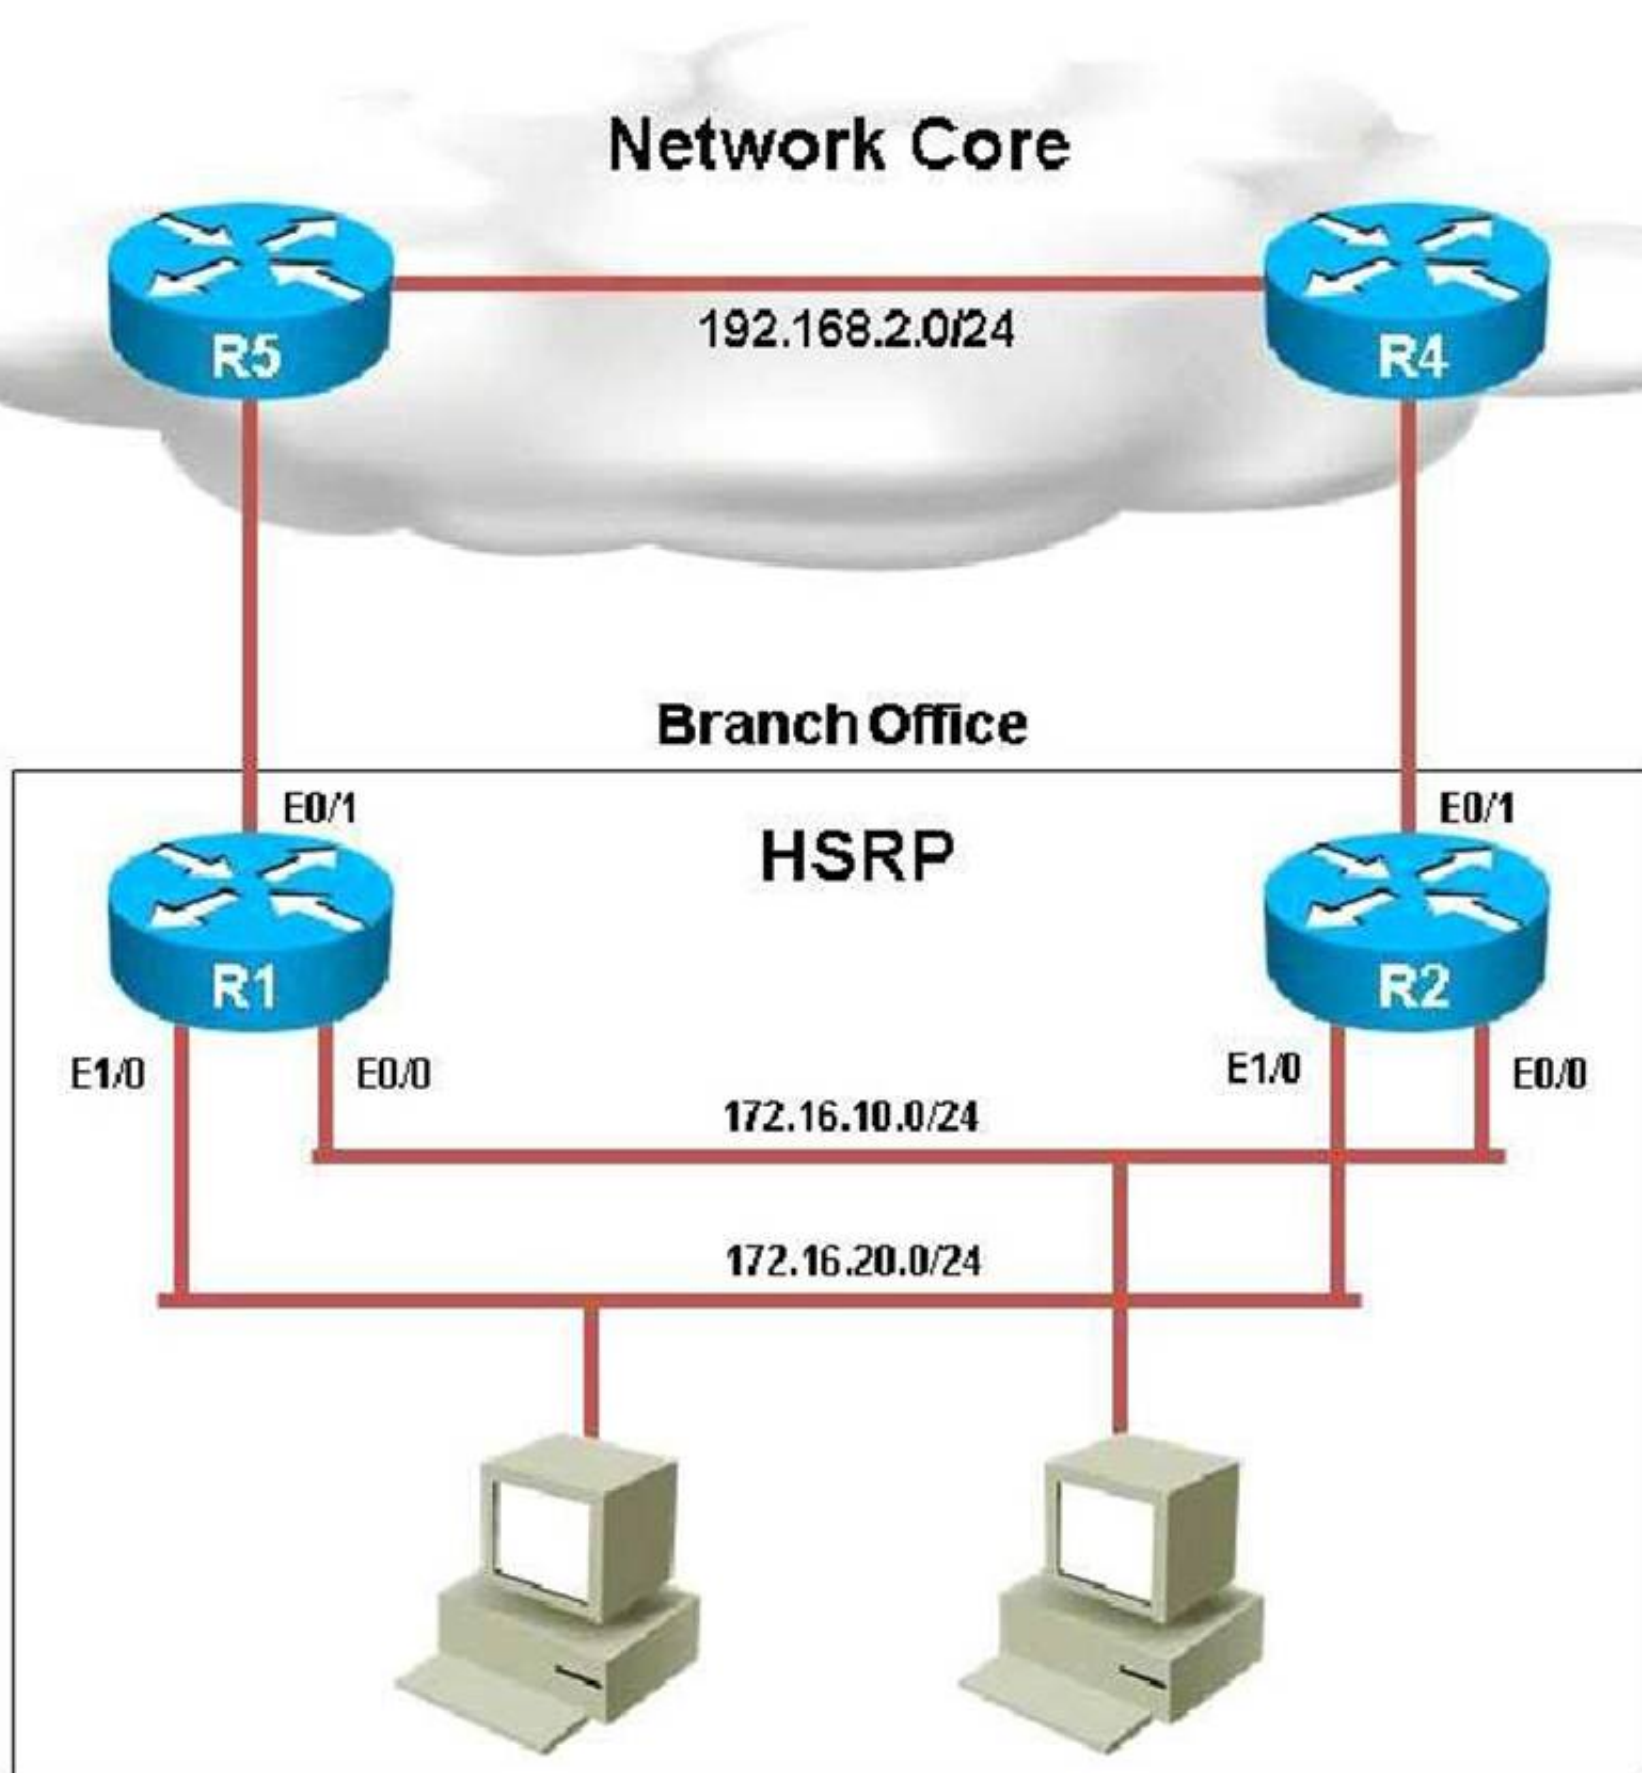 Network Core
R5
192.168.2.0/24
R4
Branch Office
E0/1
HSRP
E0/1
R1
R2
E1/0
E0/0
172.16.10.0/24
E1/0
E0/0
172.16.20.0/24